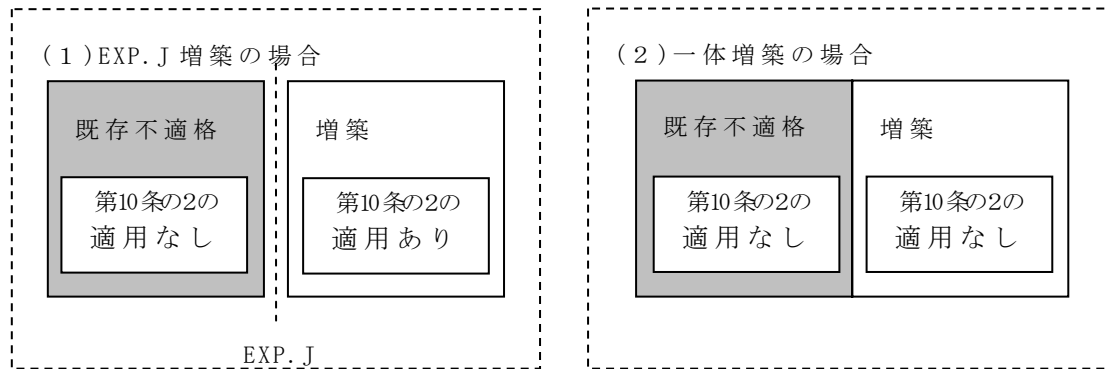 (1)EXP.J増築の場合
既存不適格
増築
第10条の2の
適用なし
第10条の2の
適用あり
EXP.J
(2)一体増築の場合
既存不適格
増築
第10条の2の
適用なし
第10条の2の
適用なし